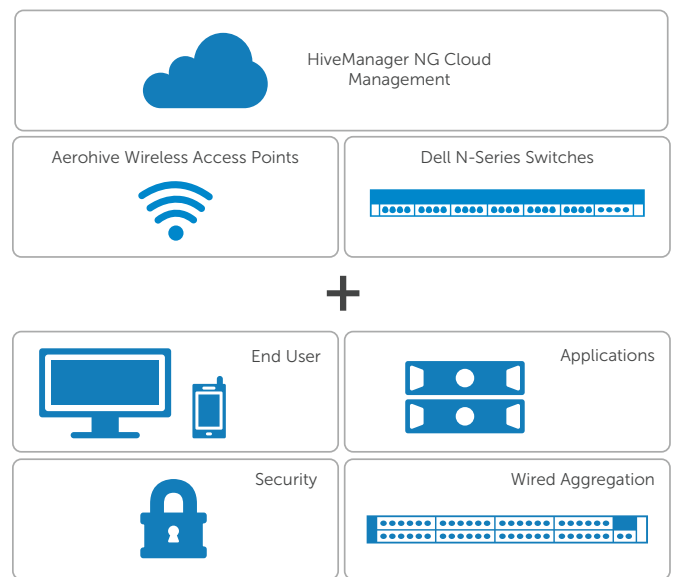 HiveManager NG Cloud
Management
Aerohive Wireless Access Points
Dell N-Series Switches
+
End User
Applications
Security
Wired Aggregation